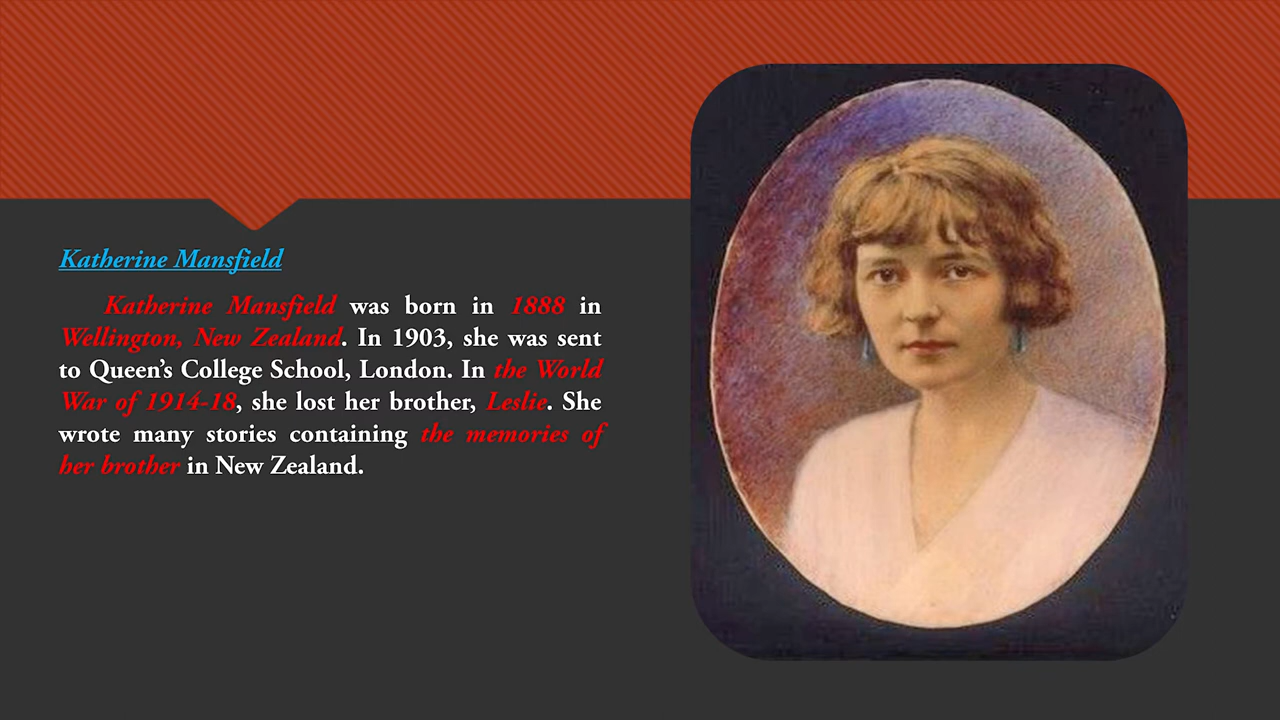 Katherine Mansfield
Katherine Mansfield was born in 1888 in
Wellington, New Zealand. In 1903, she was sent
to Queen’s College School, London. In the World
War of 1914-18, she lost her brother, Leslie. She
wrote many stories containing the memories of
her brother in New Zealand.